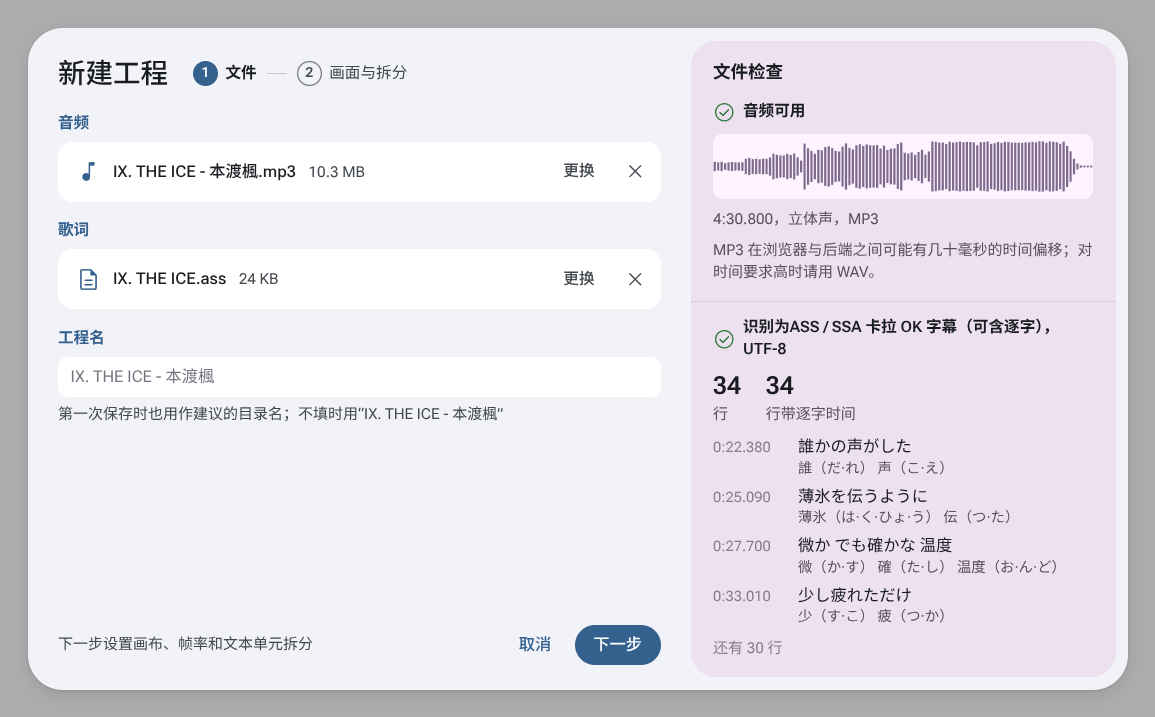 新建工程
1 文件 — 2 画面与拆分
音频
IX. THE ICE - 本渡楓.mp3 10.3 MB 更换
歌词
IX. THE ICE.ass 24 KB 更换
工程名
IX. THE ICE - 本渡楓
第一次保存时也用作建议的目录名；不填时用“IX. THE ICE - 本渡楓”
下一步设置画布、帧率和文本单元拆分
取消 下一步
文件检查
音频可用
4:30.800，立体声，MP3
MP3 在浏览器与后端之间可能有几十毫秒的时间偏移；对
时间要求高时请用 WAV。
识别为ASS / SSA 卡拉 OK 字幕（可含逐字），
UTF-8
34 34
行 行带逐字时间
0:22.380 誰かの声がした
誰（だ·れ） 声（こ·え）
0:25.090 薄氷を伝うように
薄氷（は·く·ひょ·う） 伝（つ·た）
0:27.700 微か でも確かな 温度
微（か·す） 確（た·し） 温度（お·ん·ど）
0:33.010 少し疲れただけ
少（す·こ） 疲（つ·か）
还有 30 行